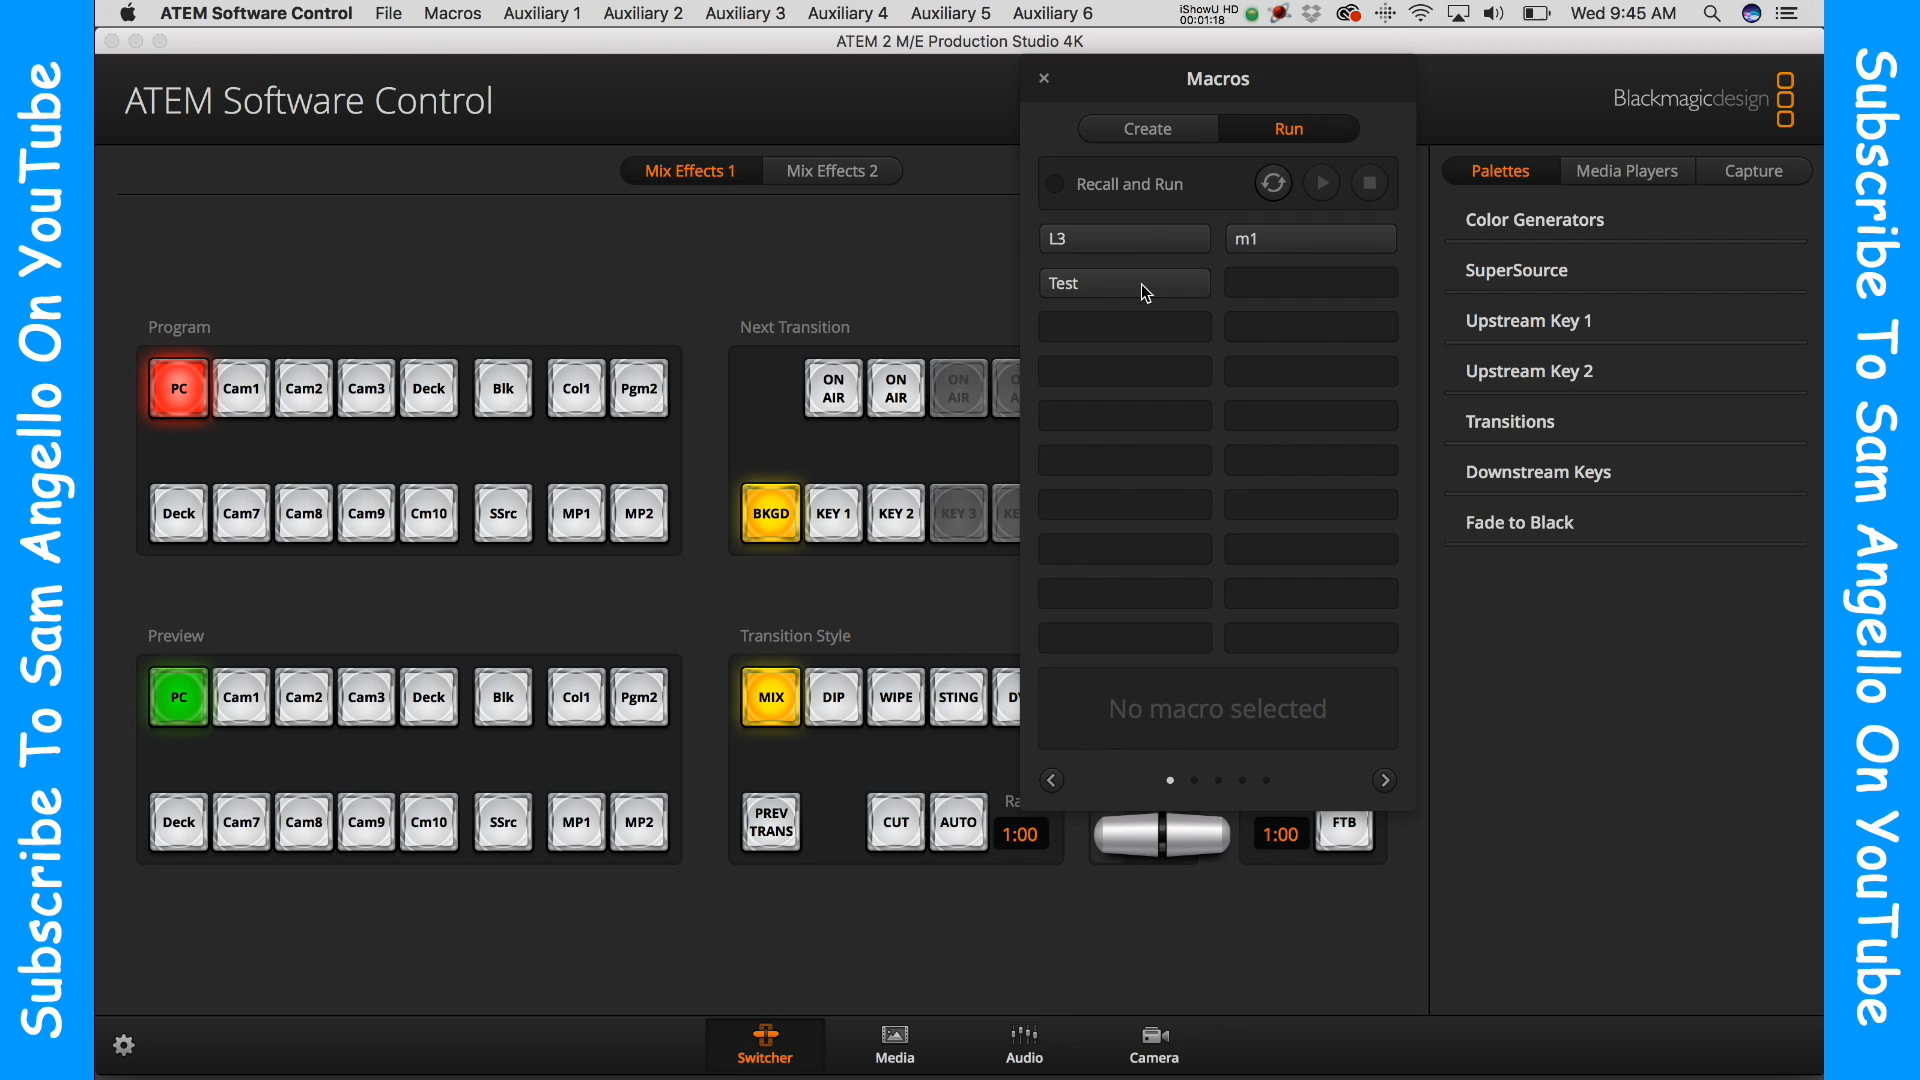 ATEM Software Control File Macros Auxiliary 1 Auxiliary 2 Auxiliary 3 Auxiliary 4 Auxiliary 5 Auxiliary 6 iShowU HD Wed 9:45 AM
00:01:18
ATEM 2 M/E Production Studio 4K
ATEM Software Control
Blackmagicdesign
Mix Effects 1 Mix Effects 2
Macros
Create Run
Recall and Run
L3 m1
Test
No macro selected
Palettes Media Players Capture
Color Generators
SuperSource
Upstream Key 1
Upstream Key 2
Transitions
Downstream Keys
Fade to Black
Program
PC Cam1 Cam2 Cam3 Deck Blk Col1 Pgm2
Deck Cam7 Cam8 Cam9 Cm10 SSrc MP1 MP2
Next Transition
ON AIR ON AIR ON AIR
BKGD KEY 1 KEY 2 KEY 3
Preview
PC Cam1 Cam2 Cam3 Deck Blk Col1 Pgm2
Deck Cam7 Cam8 Cam9 Cm10 SSrc MP1 MP2
Transition Style
MIX DIP WIPE STING
PREV TRANS CUT AUTO 1:00
1:00 FTB
Switcher Media Audio Camera
Subscribe To Sam Angello On YouTube
Subscribe To Sam Angello On YouTube